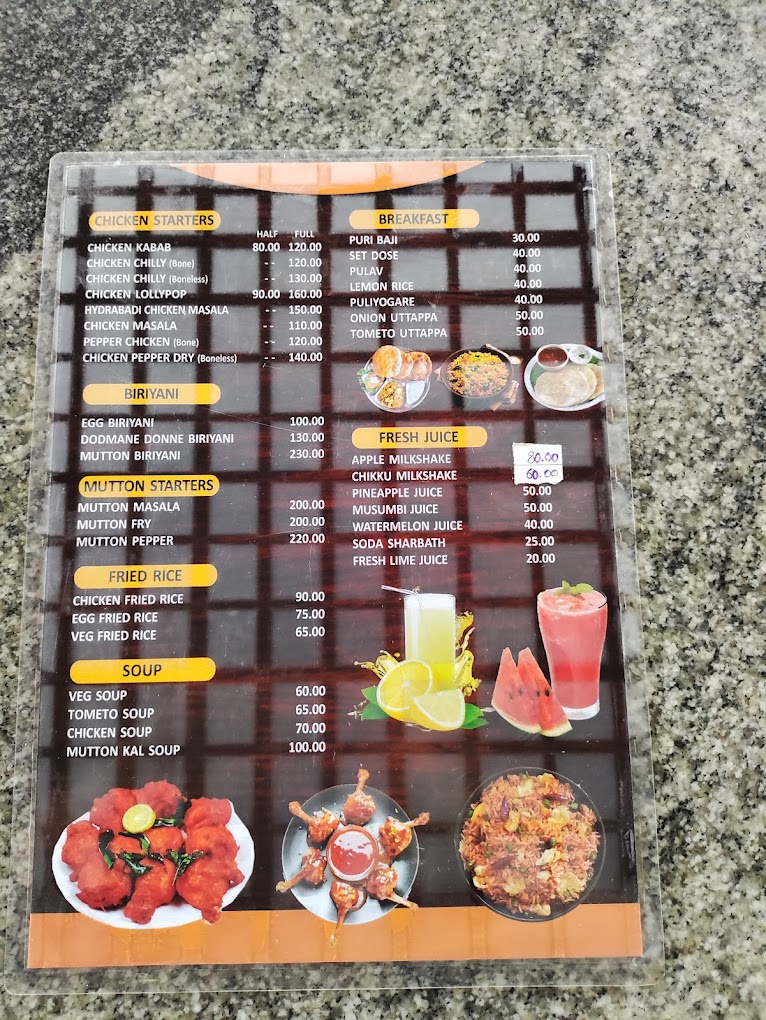 CHICKEN STARTERS
HALF FULL
CHICKEN KABAB 80.00 120.00
CHICKEN CHILLY (Bone) -- 120.00
CHICKEN CHILLY (Boneless) -- 130.00
CHICKEN LOLLYPOP 90.00 160.00
HYDRABADI CHICKEN MASALA -- 150.00
CHICKEN MASALA -- 110.00
PEPPER CHICKEN (Bone) -- 120.00
CHICKEN PEPPER DRY (Boneless) -- 140.00
BIRIYANI
EGG BIRIYANI 100.00
DODMANE DONNE BIRIYANI 130.00
MUTTON BIRIYANI 230.00
MUTTON STARTERS
MUTTON MASALA 200.00
MUTTON FRY 200.00
MUTTON PEPPER 220.00
FRIED RICE
CHICKEN FRIED RICE 90.00
EGG FRIED RICE 75.00
VEG FRIED RICE 65.00
SOUP
VEG SOUP 60.00
TOMETO SOUP 65.00
CHICKEN SOUP 70.00
MUTTON KAL SOUP 100.00
BREAKFAST
PURI BAJI 30.00
SET DOSE 40.00
PULAV 40.00
LEMON RICE 40.00
PULIYOGARE 40.00
ONION UTTAPPA 50.00
TOMETO UTTAPPA 50.00
FRESH JUICE
APPLE MILKSHAKE 80.00
CHIKKU MILKSHAKE 60.00
PINEAPPLE JUICE 50.00
MUSUMBI JUICE 50.00
WATERMELON JUICE 40.00
SODA SHARBATH 25.00
FRESH LIME JUICE 20.00